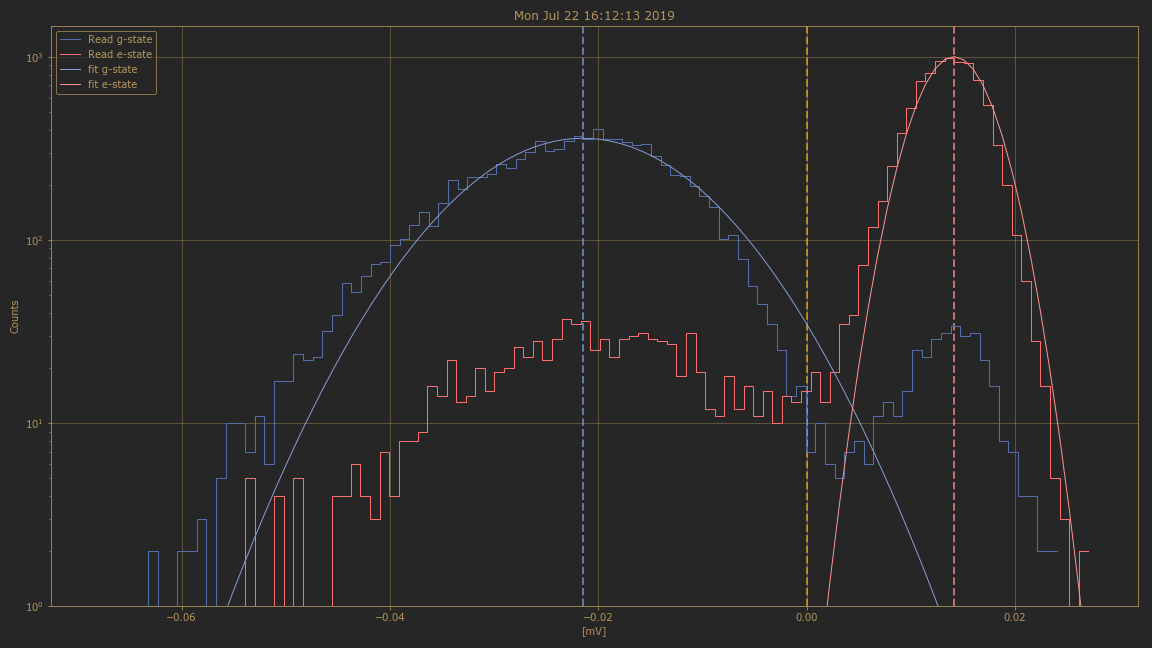 Mon Jul 22 16:12:13 2019
Read g-state
Read e-state
fit g-state
fit e-state
10³
10²
10¹
10⁰
Counts
−0.06 −0.04 −0.02 0.00 0.02
[mV]